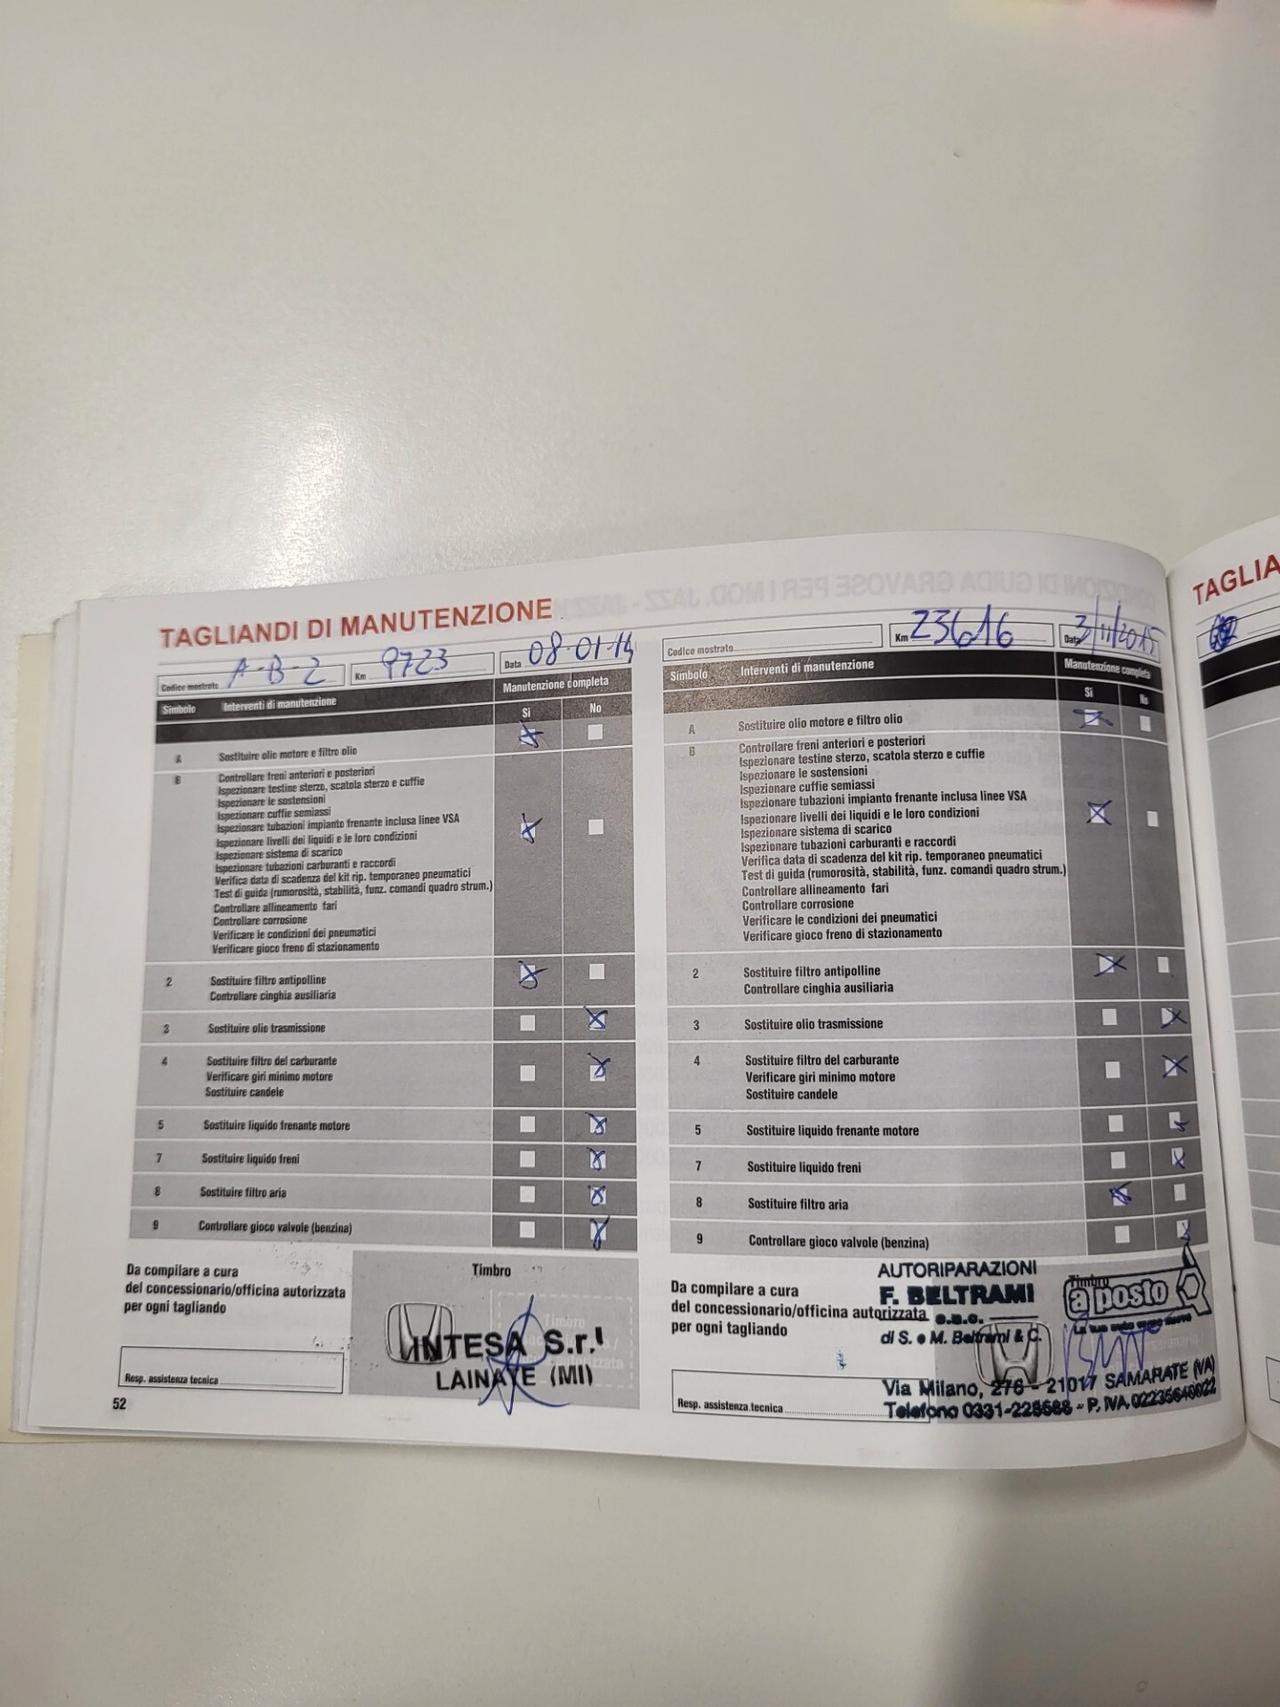 TAGLIANDI DI MANUTENZIONE
Codice mostrato A-B-2 Km 9723 Data 08-01-14
Simbolo Interventi di manutenzione Manutenzione completa
Sì No
A Sostituire olio motore e filtro olio
B Controllare freni anteriori e posteriori
Ispezionare testine sterzo, scatola sterzo e cuffie
Ispezionare le sostensioni
Ispezionare cuffie semiassi
Ispezionare tubazioni impianto frenante inclusa linee VSA
Ispezionare livelli dei liquidi e le loro condizioni
Ispezionare sistema di scarico
Ispezionare tubazioni carburanti e raccordi
Verifica data di scadenza del kit rip. temporaneo pneumatici
Test di guida (rumorosità, stabilità, funz. comandi quadro strum.)
Controllare allineamento fari
Controllare corrosione
Verificare le condizioni dei pneumatici
Verificare gioco freno di stazionamento
2 Sostituire filtro antipolline
Controllare cinghia ausiliaria
3 Sostituire olio trasmissione
4 Sostituire filtro del carburante
Verificare giri minimo motore
Sostituire candele
5 Sostituire liquido frenante motore
7 Sostituire liquido freni
8 Sostituire filtro aria
9 Controllare gioco valvole (benzina)
Da compilare a cura
del concessionario/officina autorizzata
per ogni tagliando
Timbro
INTESA S.r.l
LAINATE (MI)
Resp. assistenza tecnica
52
Codice mostrato Km 23616 Data 3/11/2015
Simbolo Interventi di manutenzione Manutenzione completa
Sì No
A Sostituire olio motore e filtro olio
B Controllare freni anteriori e posteriori
Ispezionare testine sterzo, scatola sterzo e cuffie
Ispezionare le sostensioni
Ispezionare cuffie semiassi
Ispezionare tubazioni impianto frenante inclusa linee VSA
Ispezionare livelli dei liquidi e le loro condizioni
Ispezionare sistema di scarico
Ispezionare tubazioni carburanti e raccordi
Verifica data di scadenza del kit rip. temporaneo pneumatici
Test di guida (rumorosità, stabilità, funz. comandi quadro strum.)
Controllare allineamento fari
Controllare corrosione
Verificare le condizioni dei pneumatici
Verificare gioco freno di stazionamento
2 Sostituire filtro antipolline
Controllare cinghia ausiliaria
3 Sostituire olio trasmissione
4 Sostituire filtro del carburante
Verificare giri minimo motore
Sostituire candele
5 Sostituire liquido frenante motore
7 Sostituire liquido freni
8 Sostituire filtro aria
9 Controllare gioco valvole (benzina)
Da compilare a cura
del concessionario/officina autorizzata
per ogni tagliando
Timbro
AUTORIPARAZIONI
F. BELTRAMI
di S. e M. Beltrami & C.
Via Milano, 276 - 21017 SAMARATE (VA)
Telefono 0331-228588 - P. IVA 02235640022
a posto
Resp. assistenza tecnica
TAGLIA